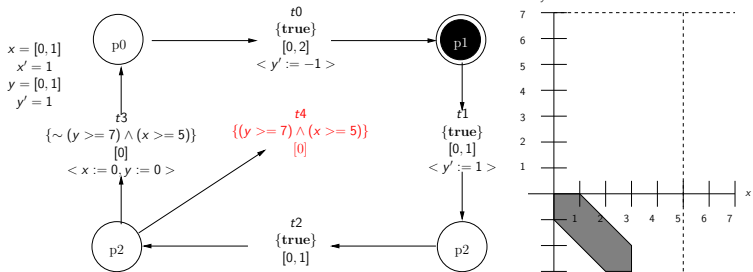 x = [0, 1]
x′ = 1
y = [0, 1]
y′ = 1
p0
t0
{true}
[0, 2]
< y′ := −1 >
p1
t3
{∼ (y >= 7) ∧ (x >= 5)}
[0]
< x := 0, y := 0 >
t4
{(y >= 7) ∧ (x >= 5)}
[0]
t1
{true}
[0, 1]
< y′ := 1 >
p2
t2
{true}
[0, 1]
p2
7
6
5
4
3
2
1
x
1 2 3 4 5 6 7